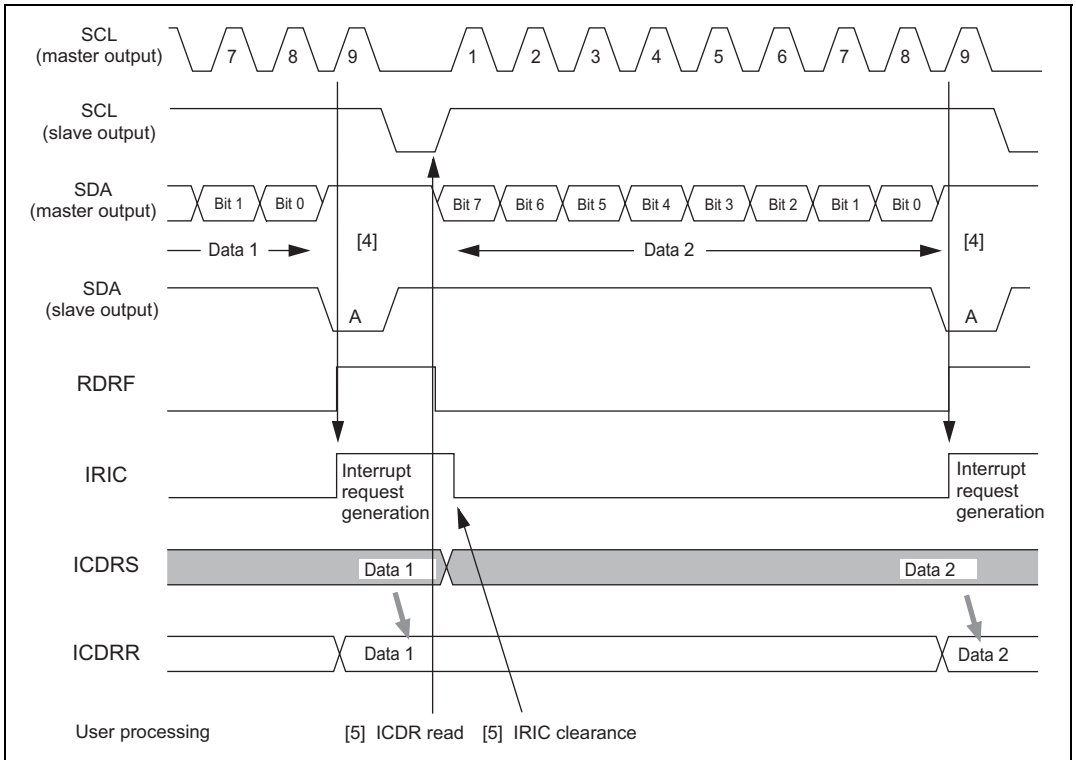 SCL
(master output)
7 8 9 1 2 3 4 5 6 7 8 9
SCL
(slave output)
SDA
(master output)
Bit 1 Bit 0 Bit 7 Bit 6 Bit 5 Bit 4 Bit 3 Bit 2 Bit 1 Bit 0
Data 1 [4] Data 2 [4]
SDA
(slave output)
A A
RDRF
IRIC
Interrupt
request
generation
Interrupt
request
generation
ICDRS
Data 1 Data 2
ICDRR
Data 1 Data 2
User processing [5] ICDR read [5] IRIC clearance